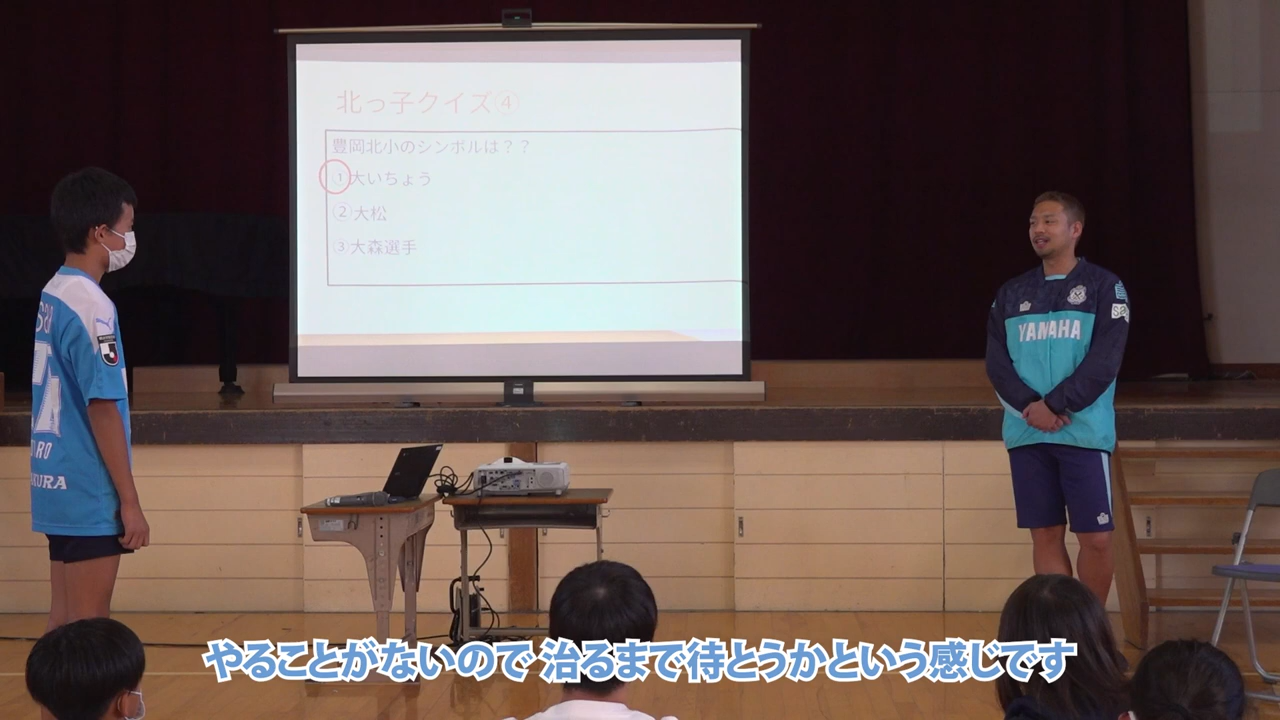 北っ子クイズ④
豊岡北小のシンボルは？？
①大いちょう
②大松
③大森選手
YAMAHA
やることがないので 治るまで待とうかという感じです